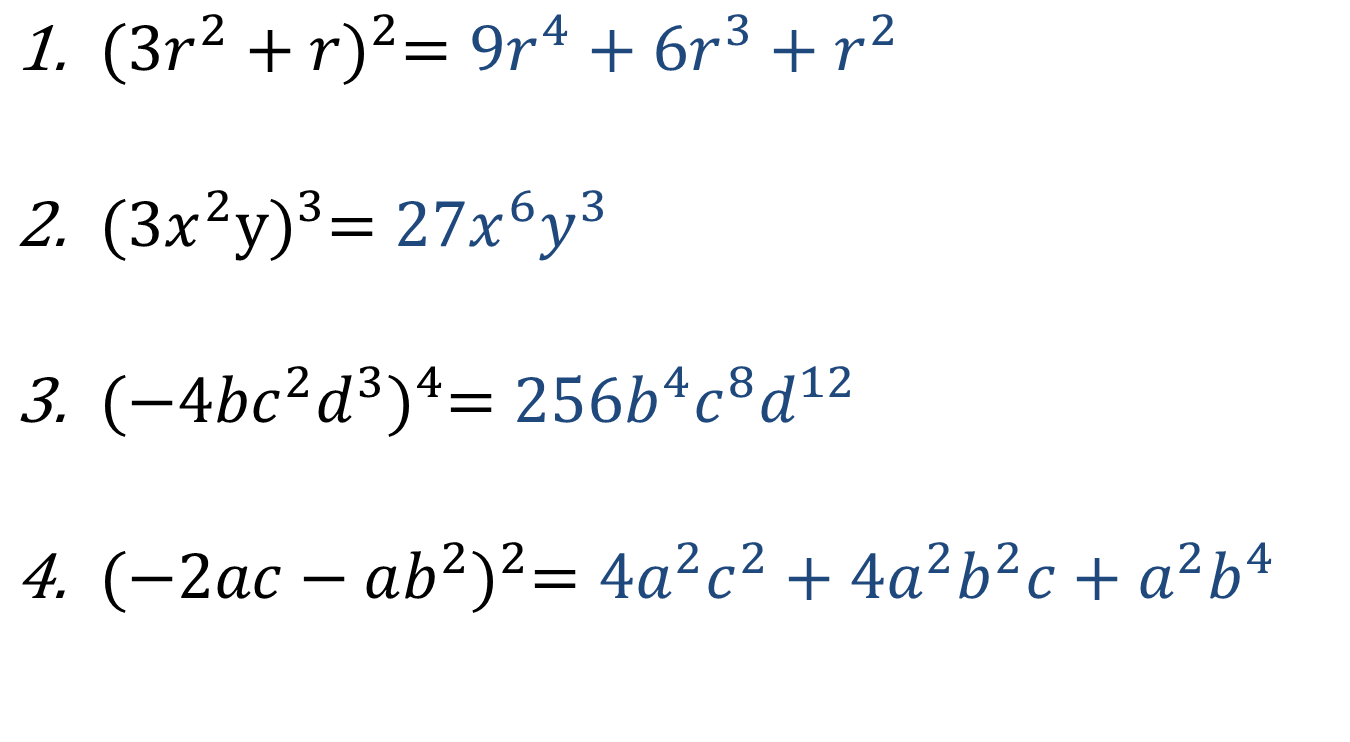 1. (3r² + r)²= 9r⁴ + 6r³ + r²
2. (3x²y)³= 27x⁶y³
3. (−4bc²d³)⁴= 256b⁴c⁸d¹²
4. (−2ac − ab²)²= 4a²c² + 4a²b²c + a²b⁴